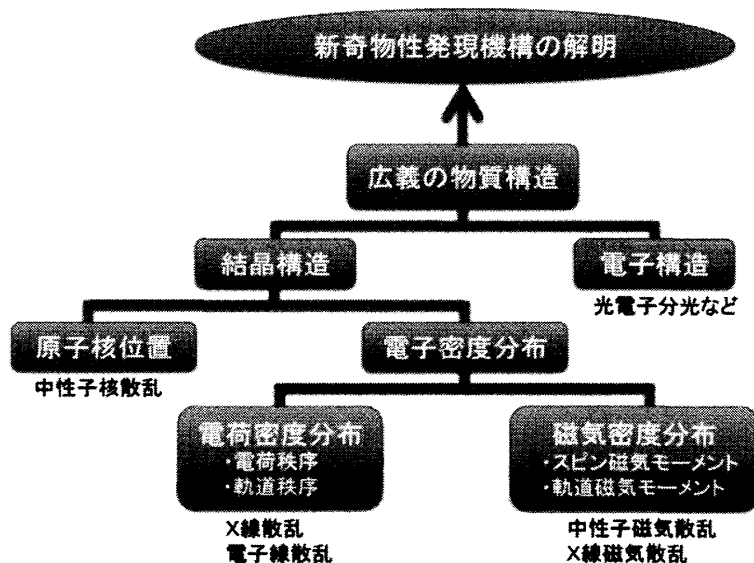 新奇物性発現機構の解明
広義の物質構造
結晶構造
電子構造
光電子分光など
原子核位置
電子密度分布
中性子核散乱
電荷密度分布
・電荷秩序
・軌道秩序
磁気密度分布
・スピン磁気モーメント
・軌道磁気モーメント
X線散乱
電子線散乱
中性子磁気散乱
X線磁気散乱